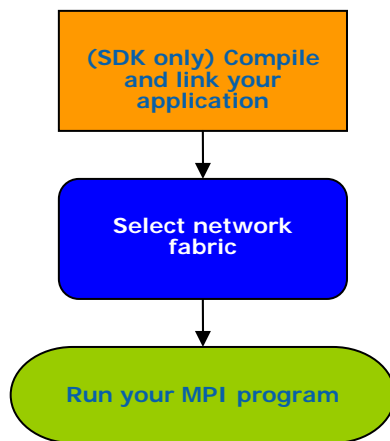 (SDK only) Compile
and link your
application
Select network
fabric
Run your MPI program